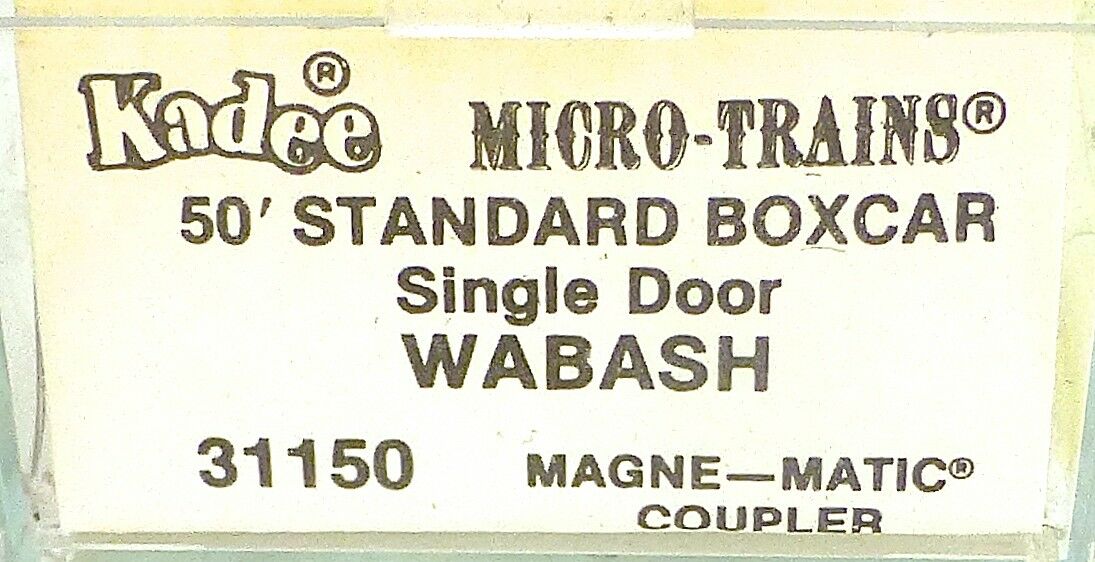 Kadee® MICRO-TRAINS®
50' STANDARD BOXCAR
Single Door
WABASH
31150 MAGNE—MATIC®
COUPLER